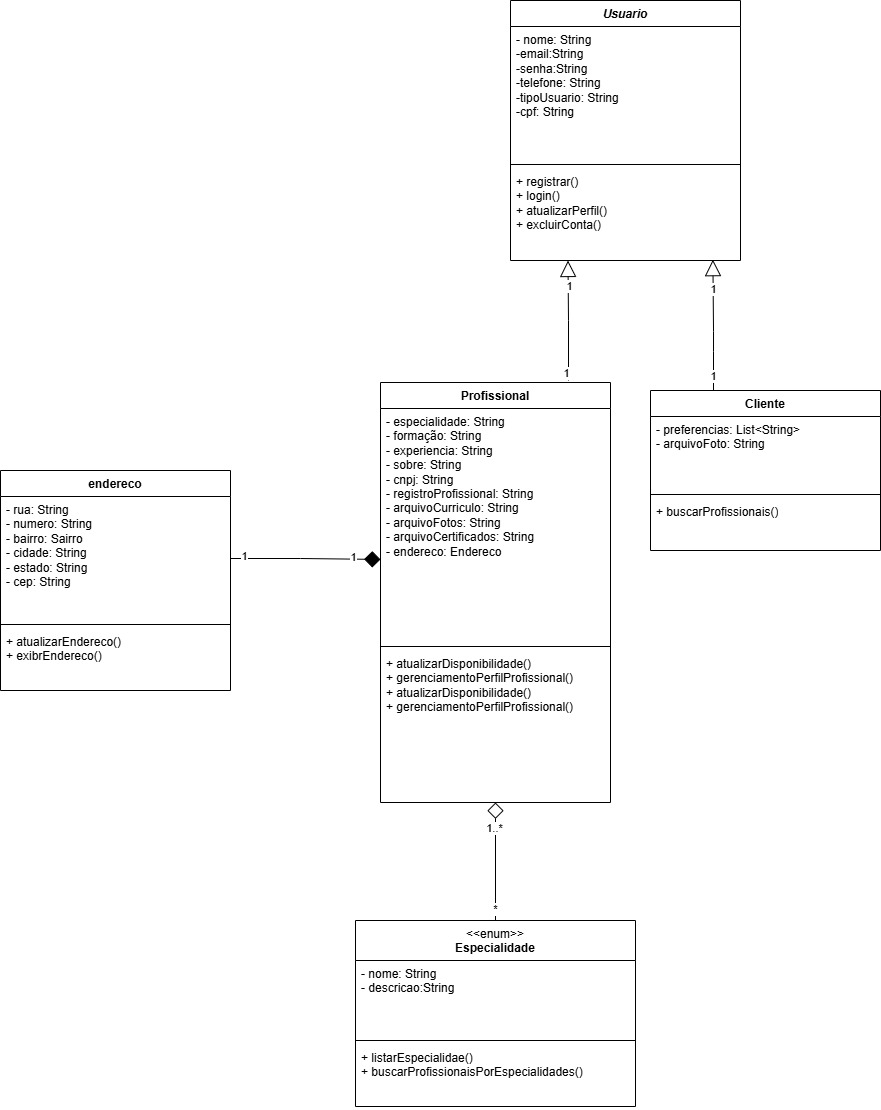 Usuario
- nome: String
-email:String
-senha:String
-telefone: String
-tipoUsuario: String
-cpf: String
+ registrar()
+ login()
+ atualizarPerfil()
+ excluirConta()
1
1
1
1
Profissional
- especialidade: String
- formação: String
- experiencia: String
- sobre: String
- cnpj: String
- registroProfissional: String
- arquivoCurriculo: String
- arquivoFotos: String
- arquivoCertificados: String
- endereco: Endereco
+ atualizarDisponibilidade()
+ gerenciamentoPerfilProfissional()
+ atualizarDisponibilidade()
+ gerenciamentoPerfilProfissional()
Cliente
- preferencias: List<String>
- arquivoFoto: String
+ buscarProfissionais()
endereco
- rua: String
- numero: String
- bairro: Sairro
- cidade: String
- estado: String
- cep: String
+ atualizarEndereco()
+ exibrEndereco()
1
1
1..*
*
<<enum>>
Especialidade
- nome: String
- descricao:String
+ listarEspecialidae()
+ buscarProfissionaisPorEspecialidades()